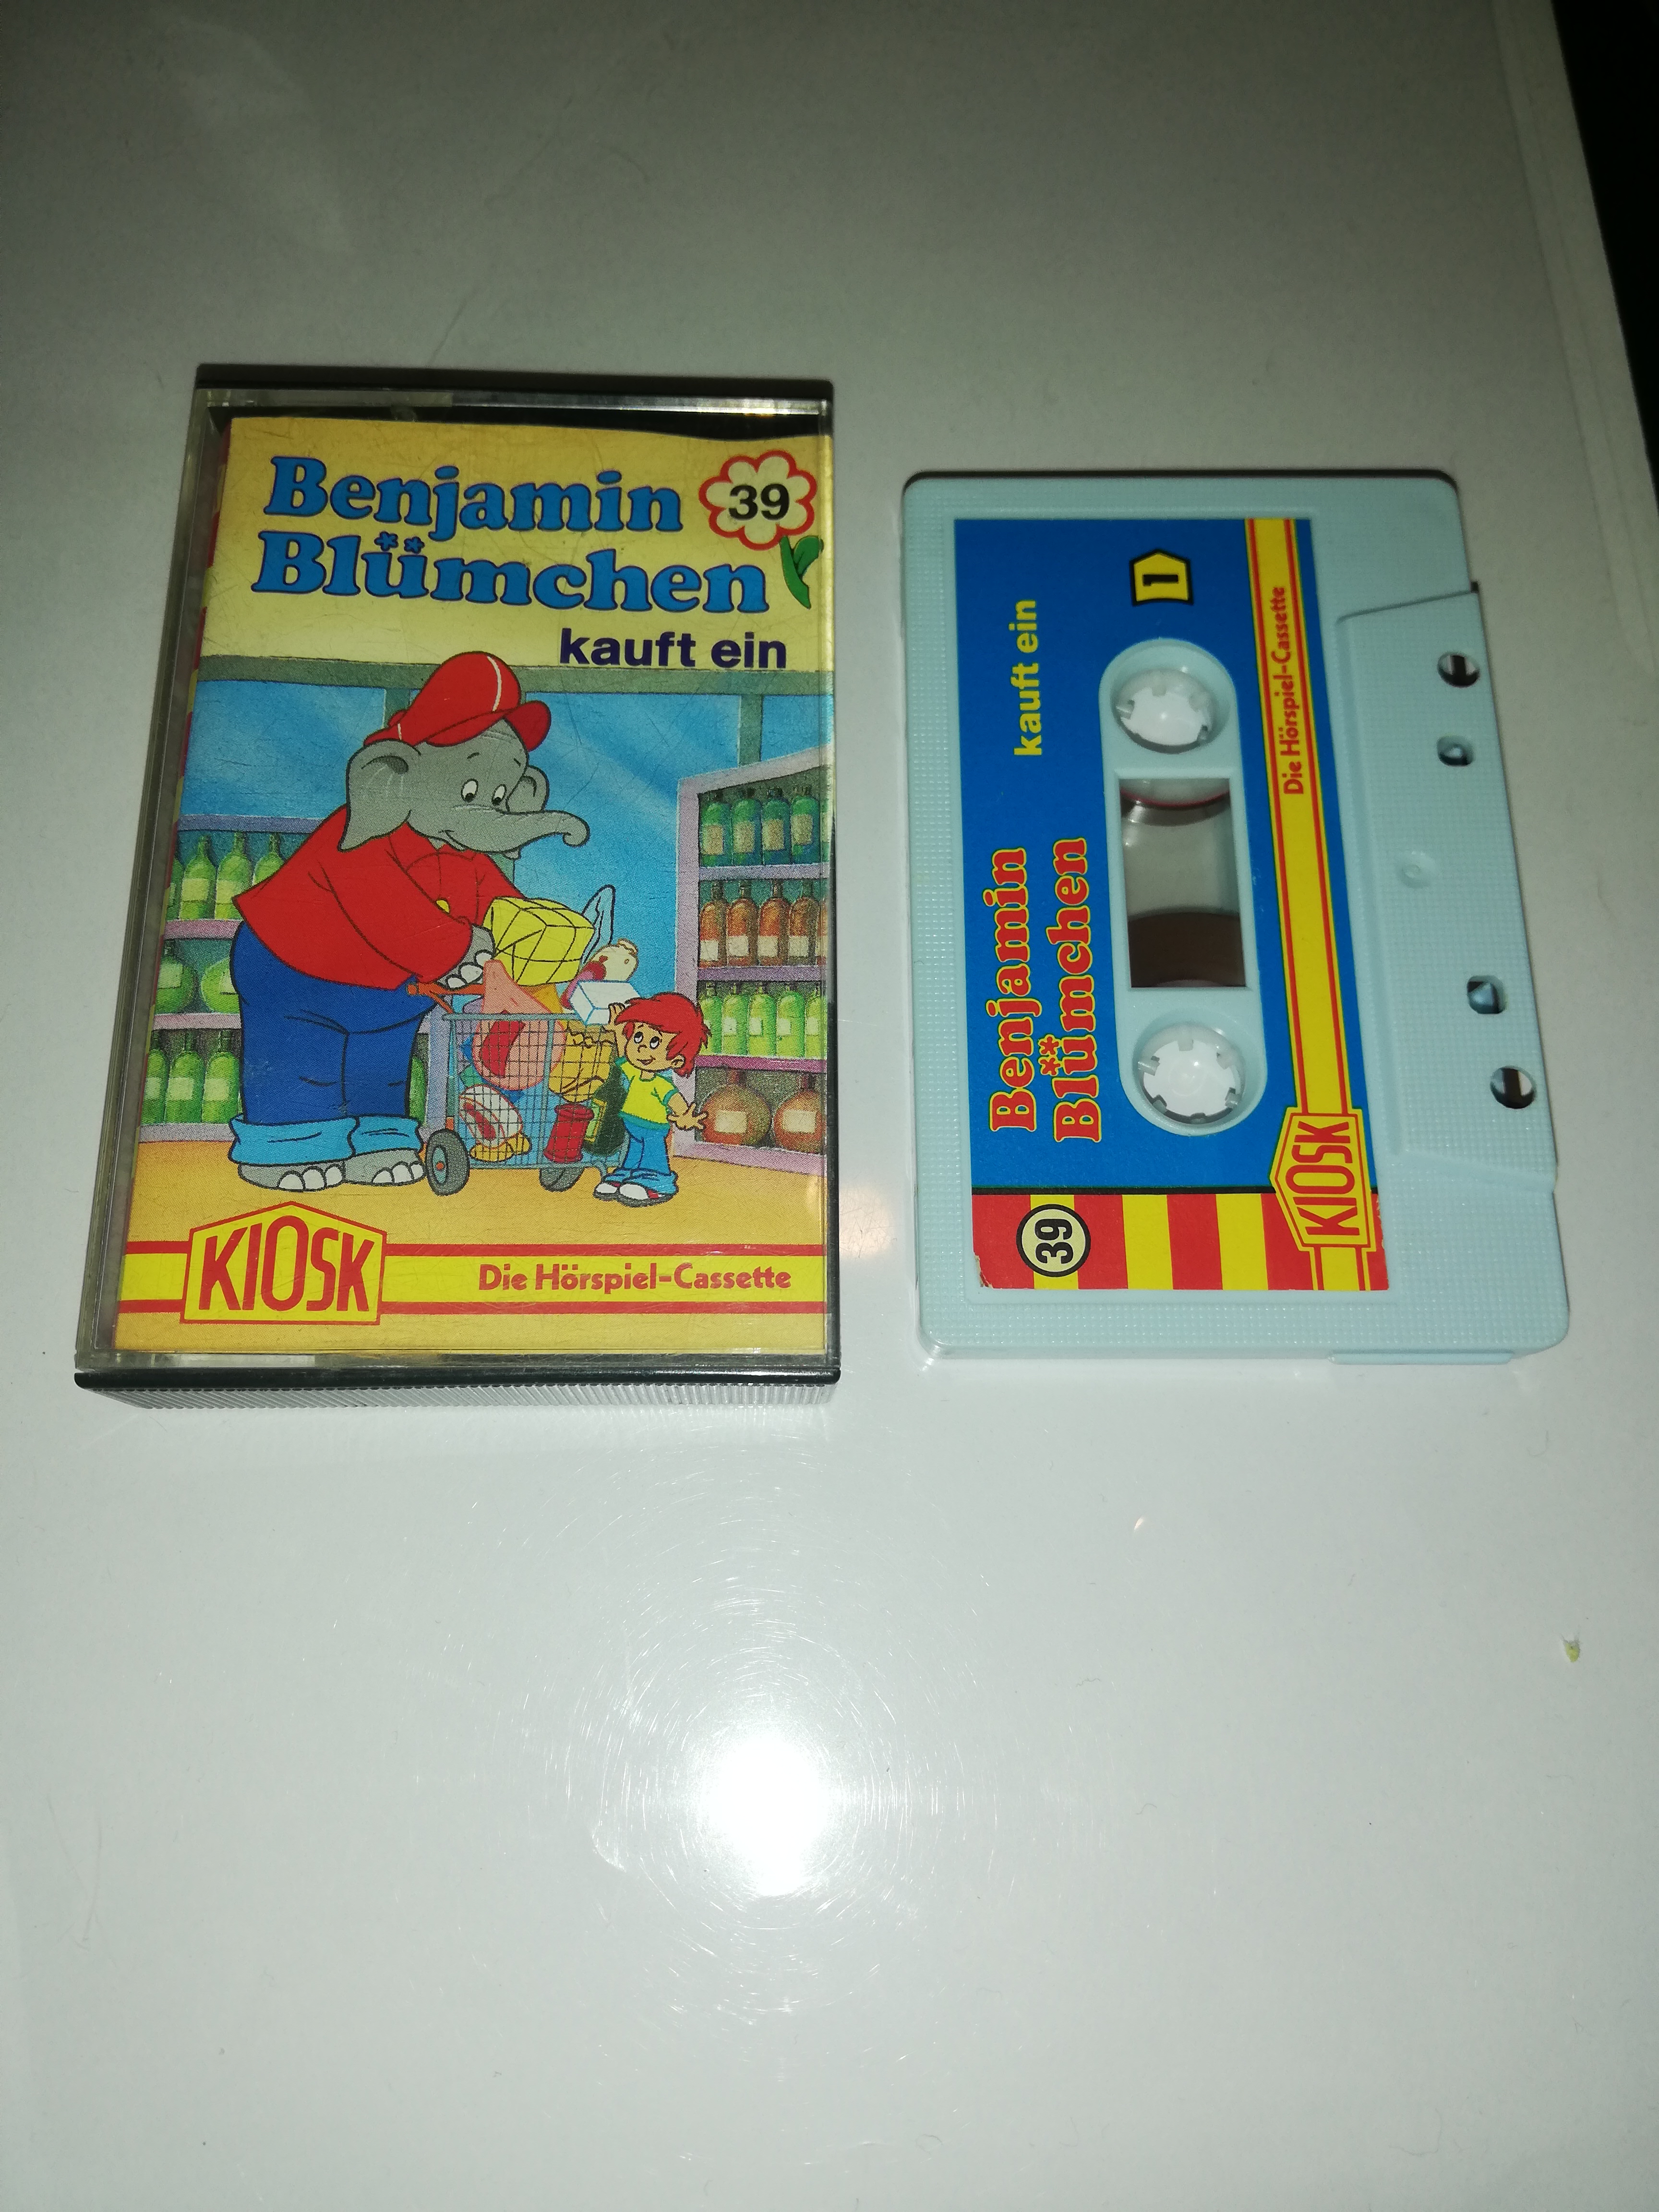 Benjamin
Blümchen
39
kauft ein
KIOSK
Die Hörspiel-Cassette
Benjamin
Blümchen
kauft ein
1
39
KIOSK
Die Hörspiel-Cassette